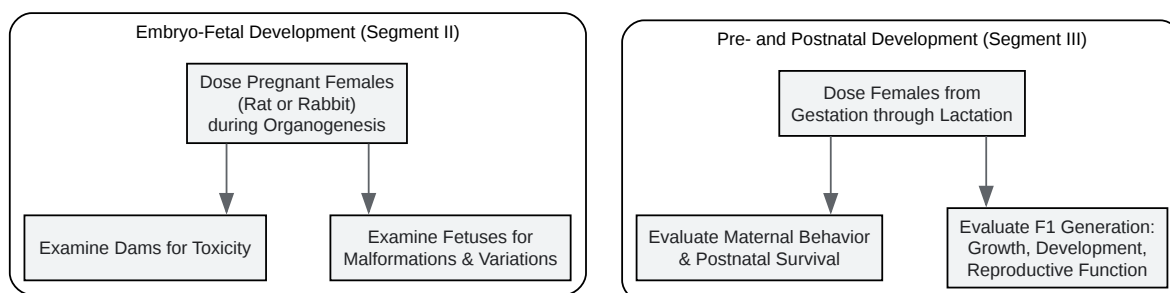 Embryo-Fetal Development (Segment II)
Dose Pregnant Females
(Rat or Rabbit)
during Organogenesis
Examine Dams for Toxicity
Examine Fetuses for
Malformations & Variations
Pre- and Postnatal Development (Segment III)
Dose Females from
Gestation through Lactation
Evaluate Maternal Behavior
& Postnatal Survival
Evaluate F1 Generation:
Growth, Development,
Reproductive Function